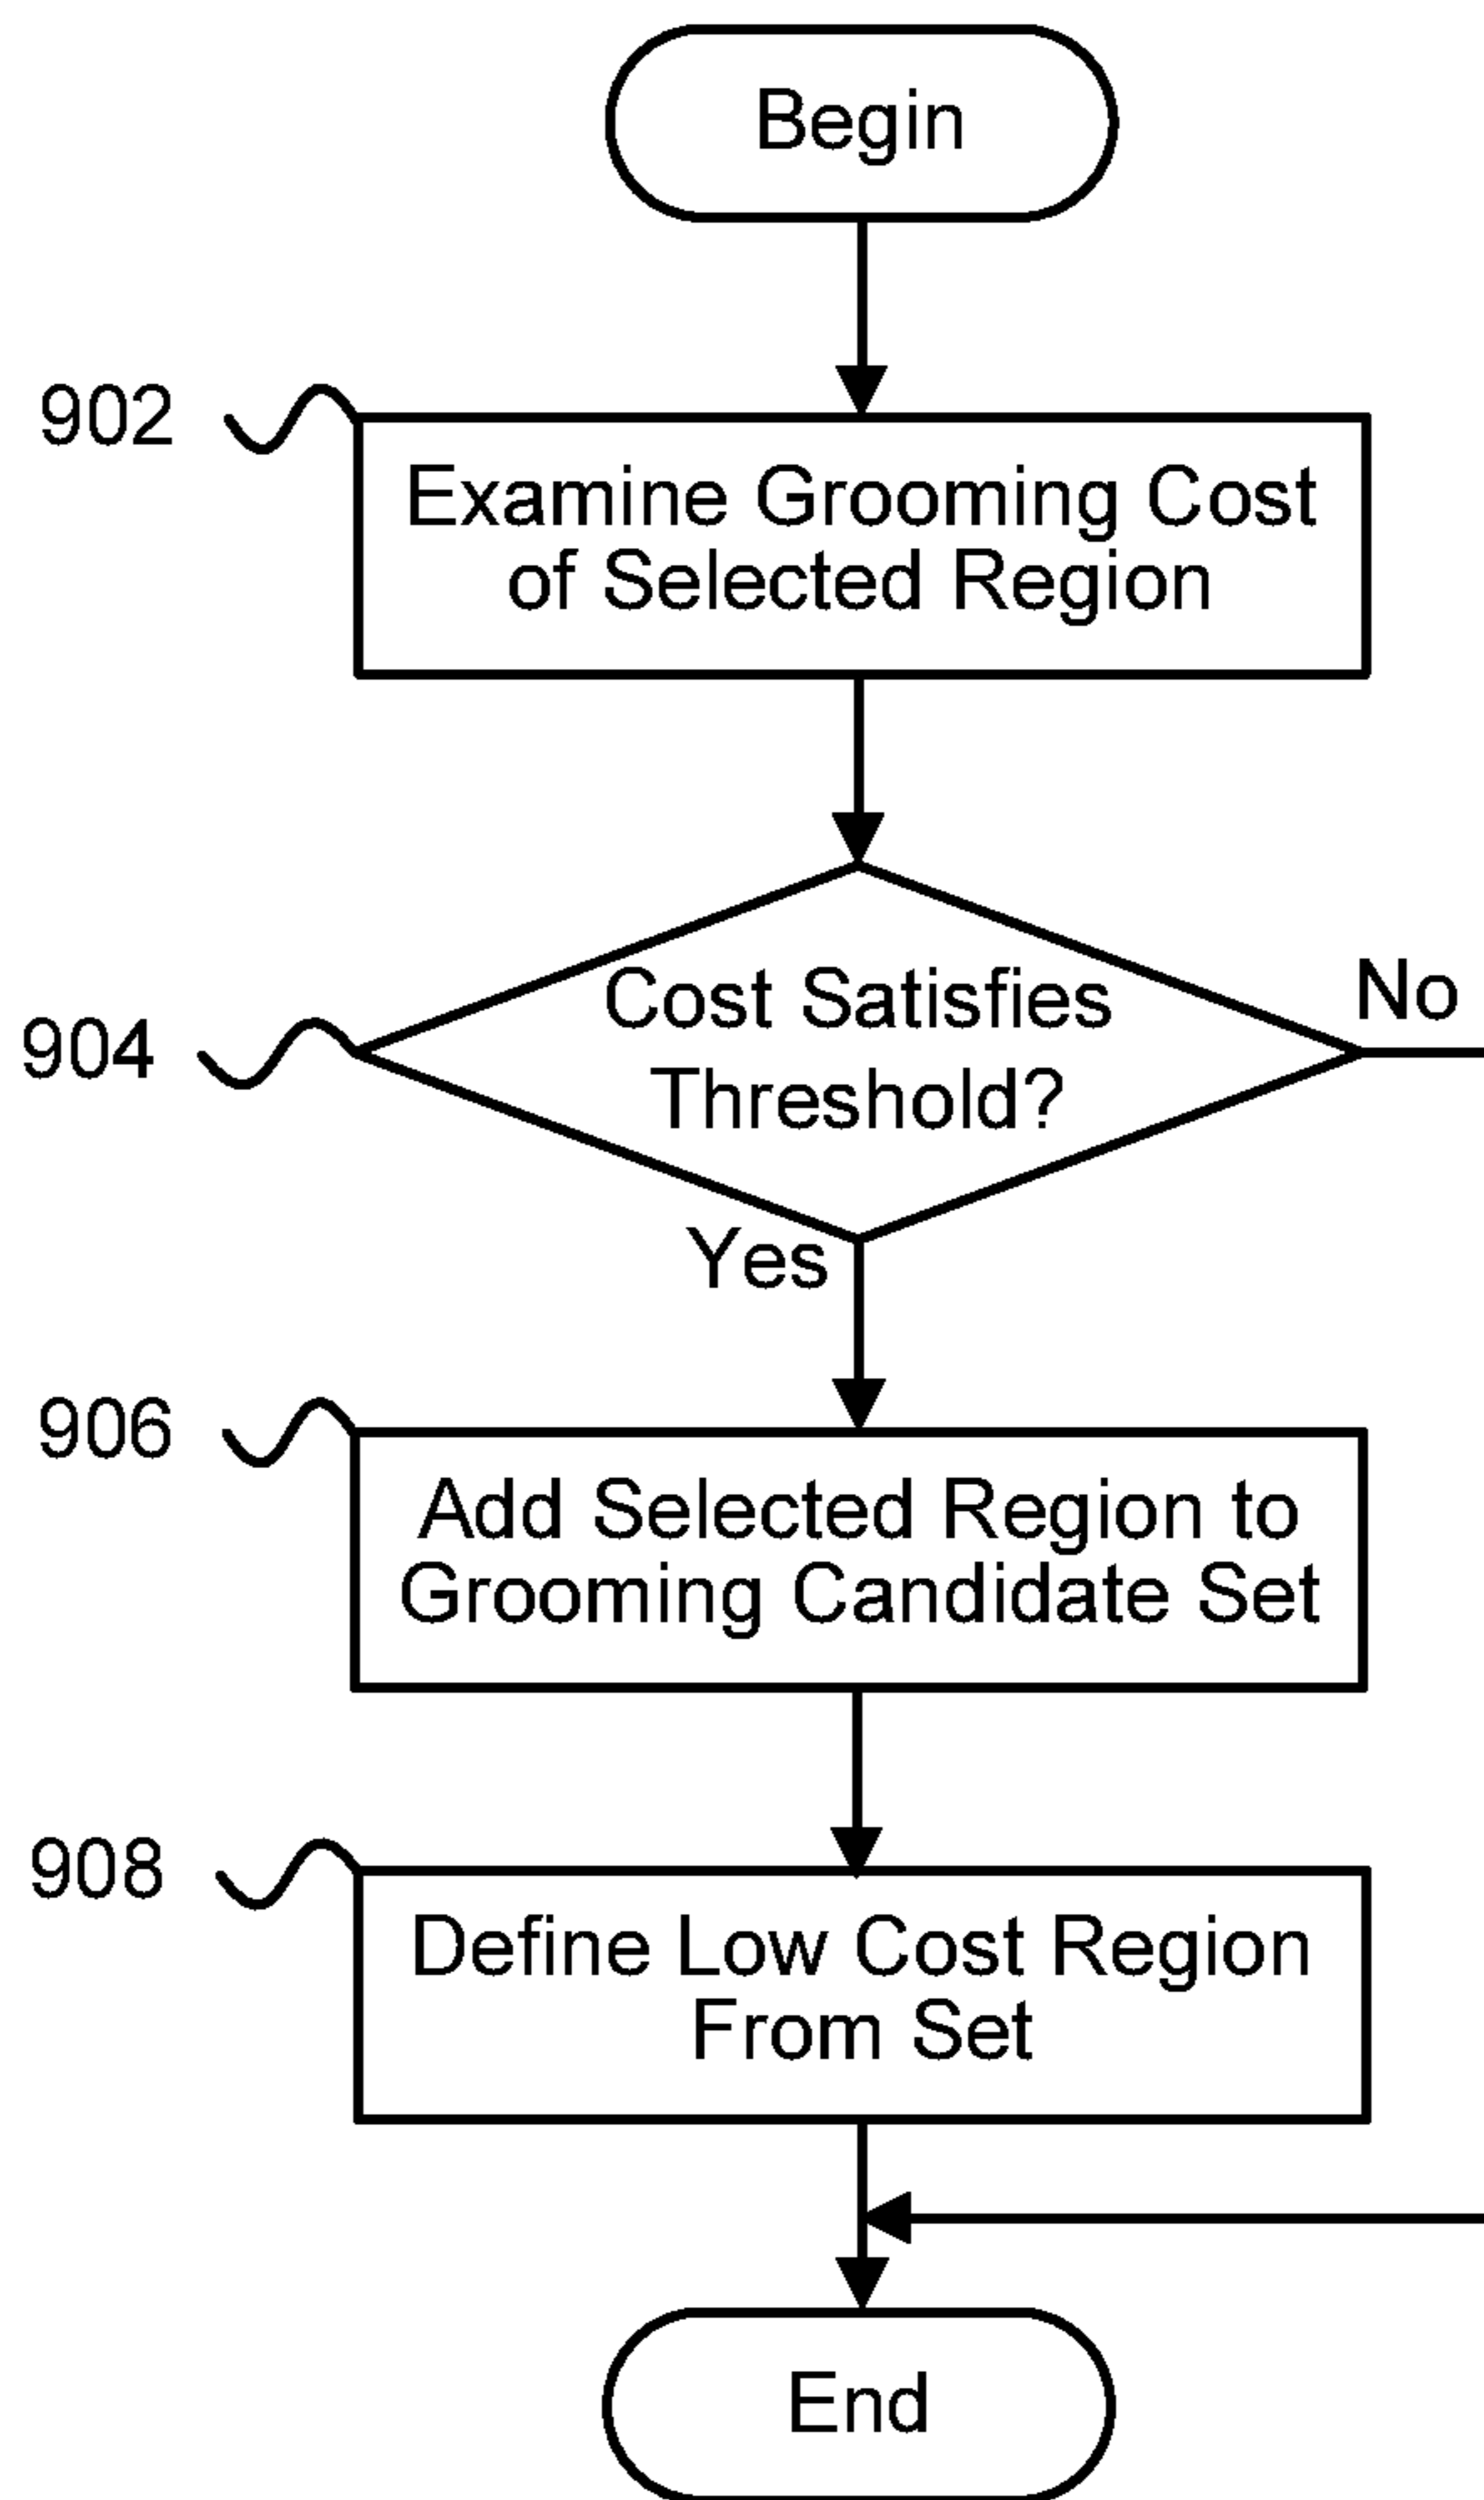 Begin
902
Examine Grooming Cost
of Selected Region
904
Cost Satisfies
Threshold?
No
Yes
906
Add Selected Region to
Grooming Candidate Set
908
Define Low Cost Region
From Set
End